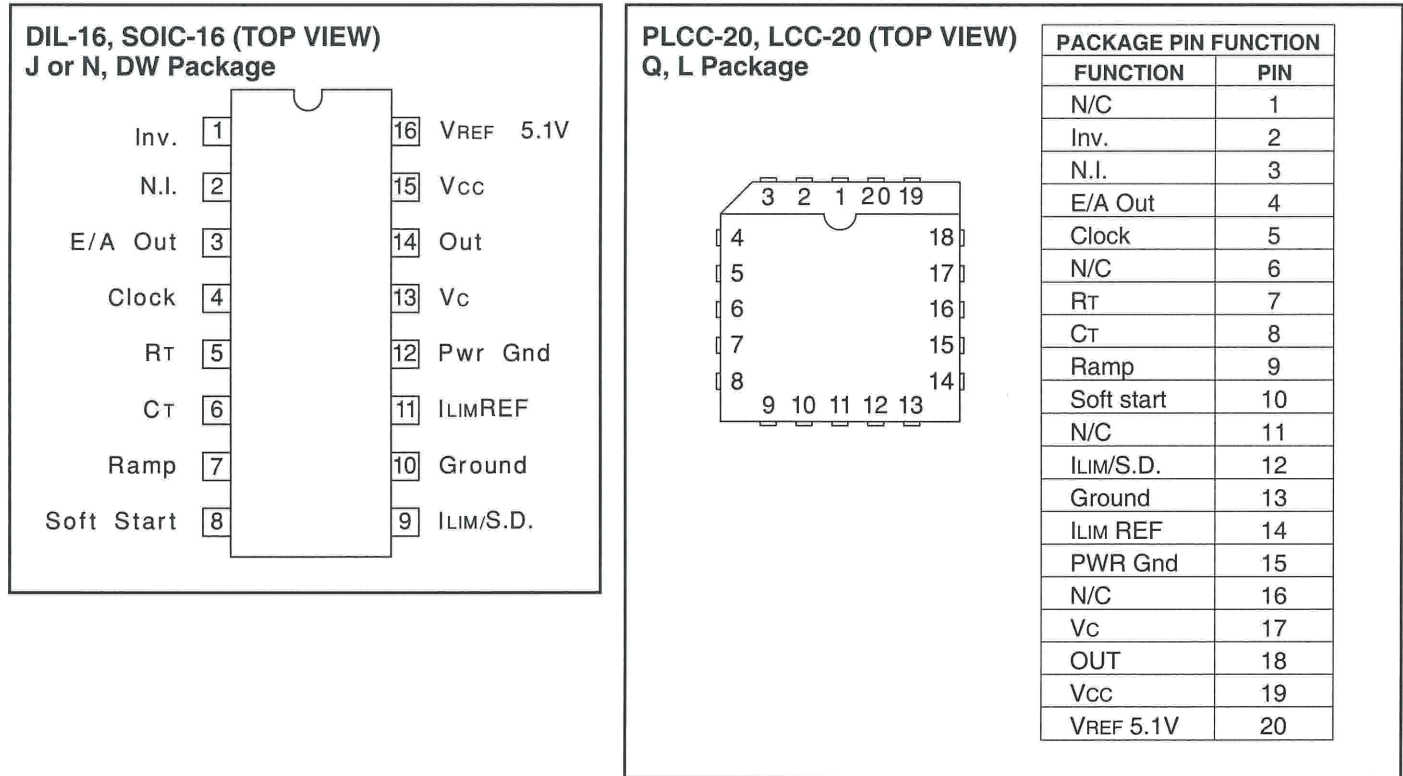 DIL-16, SOIC-16 (TOP VIEW)
J or N, DW Package
Inv. 1 16 VREF 5.1V
N.I. 2 15 VCC
E/A Out 3 14 Out
Clock 4 13 VC
RT 5 12 Pwr Gnd
CT 6 11 ILIMREF
Ramp 7 10 Ground
Soft Start 8 9 ILIM/S.D.
PLCC-20, LCC-20 (TOP VIEW)
Q, L Package
3 2 1 20 19
4 18
5 17
6 16
7 15
8 14
9 10 11 12 13
PACKAGE PIN FUNCTION
FUNCTION PIN
N/C 1
Inv. 2
N.I. 3
E/A Out 4
Clock 5
N/C 6
RT 7
CT 8
Ramp 9
Soft start 10
N/C 11
ILIM/S.D. 12
Ground 13
ILIM REF 14
PWR Gnd 15
N/C 16
VC 17
OUT 18
VCC 19
VREF 5.1V 20